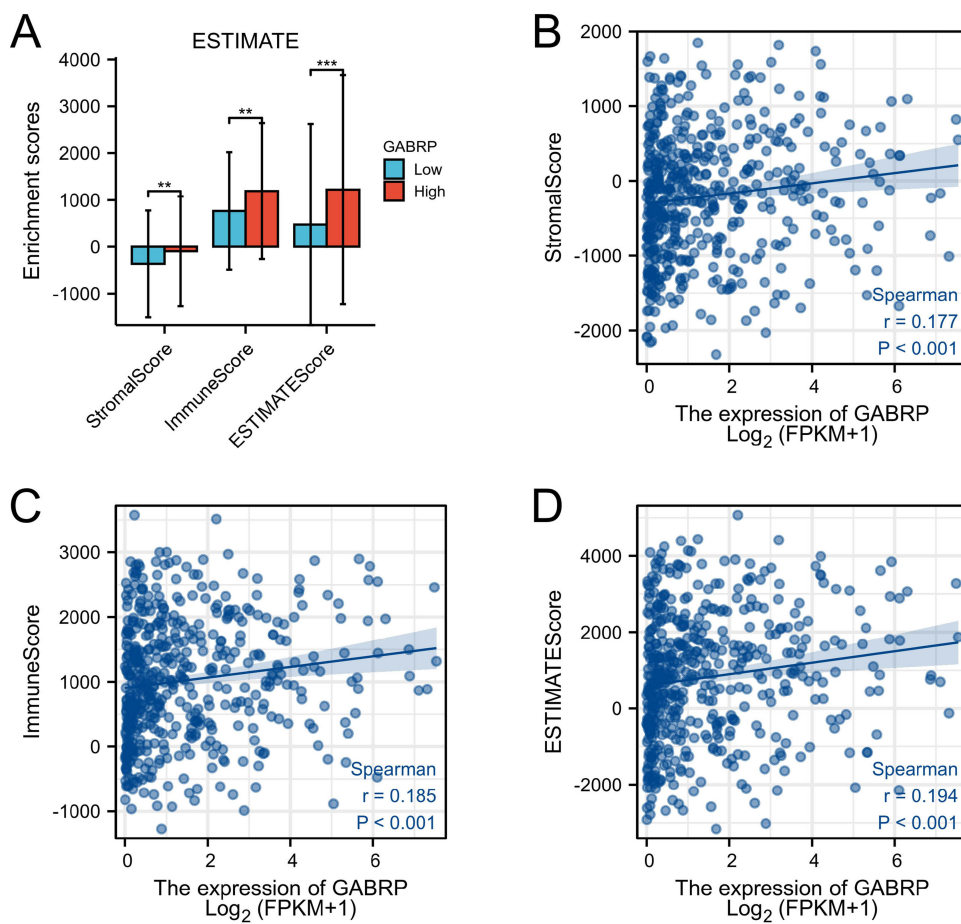 A
ESTIMATE
4000
3000
2000
1000
0
-1000
Enrichment scores
**
**
***
GABRP
Low
High
StromalScore
ImmuneScore
ESTIMATEScore
B
2000
1000
0
-1000
-2000
StromalScore
Spearman
r = 0.177
P < 0.001
0 2 4 6
The expression of GABRP
Log₂ (FPKM+1)
C
3000
2000
1000
0
-1000
ImmuneScore
Spearman
r = 0.185
P < 0.001
0 2 4 6
The expression of GABRP
Log₂ (FPKM+1)
D
4000
2000
0
-2000
ESTIMATEScore
Spearman
r = 0.194
P < 0.001
0 2 4 6
The expression of GABRP
Log₂ (FPKM+1)